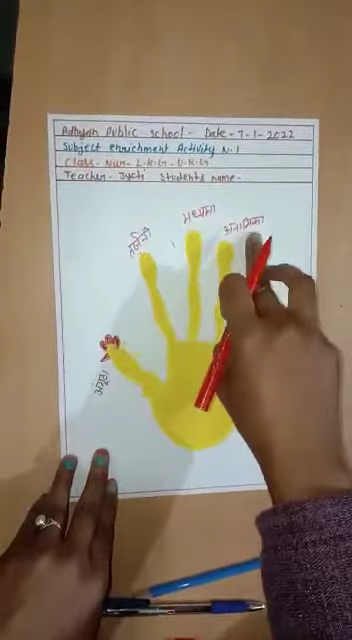 Adhyan Public school - Date - 7-1-2022
Subject enrichment Activity N.1
Class - Nur - L.K.G - U.K.G
Teacher - Jyoti Students name -
तर्जनी
मध्यमा
अनामिका
अंगूठा